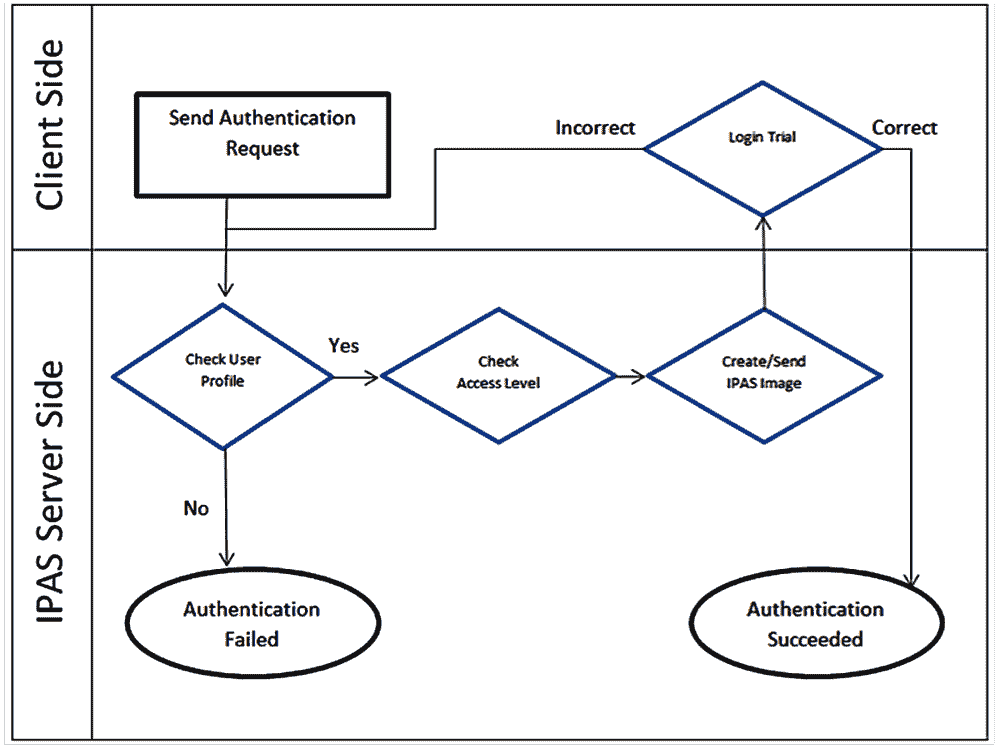 Client Side
Send Authentication
Request
Incorrect
Login Trial
Correct
IPAS Server Side
Check User
Profile
Yes
Check
Access Level
Create/Send
IPAS Image
No
Authentication
Failed
Authentication
Succeeded